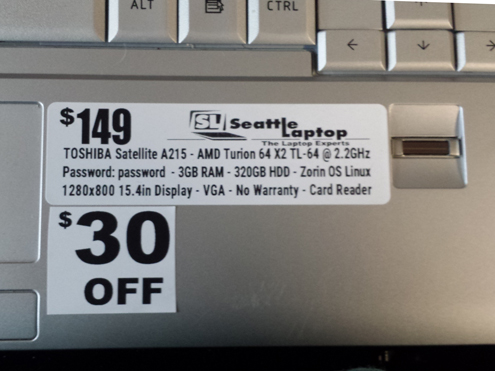 ALT
CTRL
$149
SL Seattle Laptop
The Laptop Experts
TOSHIBA Satellite A215 - AMD Turion 64 X2 TL-64 @ 2.2GHz
Password: password - 3GB RAM - 320GB HDD - Zorin OS Linux
1280x800 15.4in Display - VGA - No Warranty - Card Reader
$30
OFF